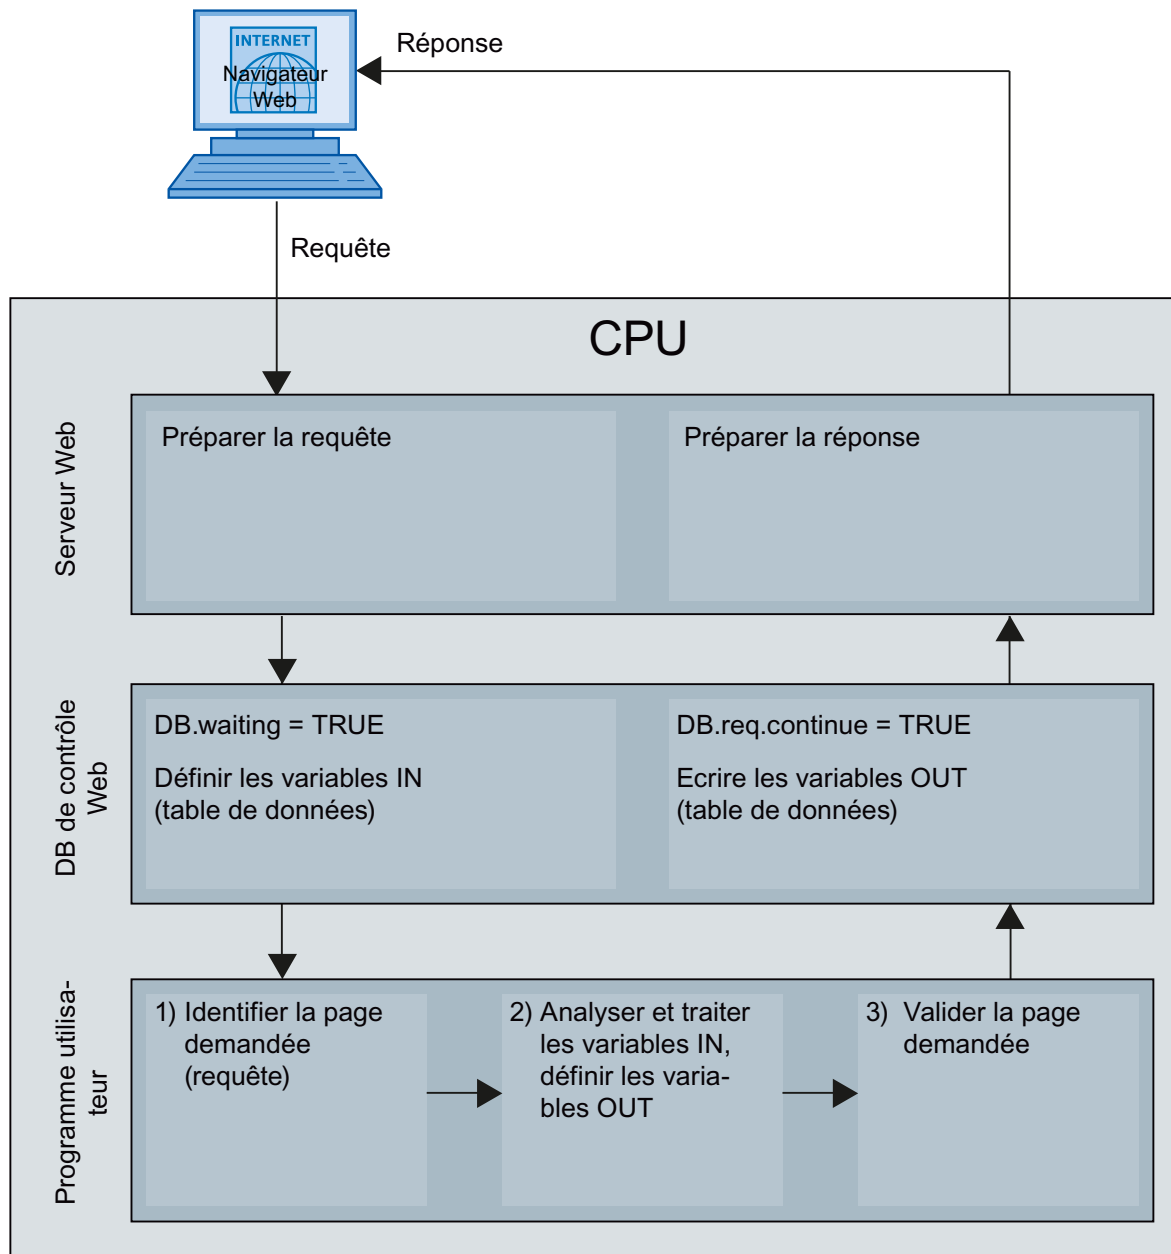 INTERNET
Navigateur
Web
Réponse
Requête
CPU
Serveur Web
Préparer la requête
Préparer la réponse
DB de contrôle
Web
DB.waiting = TRUE
Définir les variables IN
(table de données)
DB.req.continue = TRUE
Ecrire les variables OUT
(table de données)
Programme utilisa-
teur
1) Identifier la page
demandée
(requête)
2) Analyser et traiter
les variables IN,
définir les varia-
bles OUT
3) Valider la page
demandée